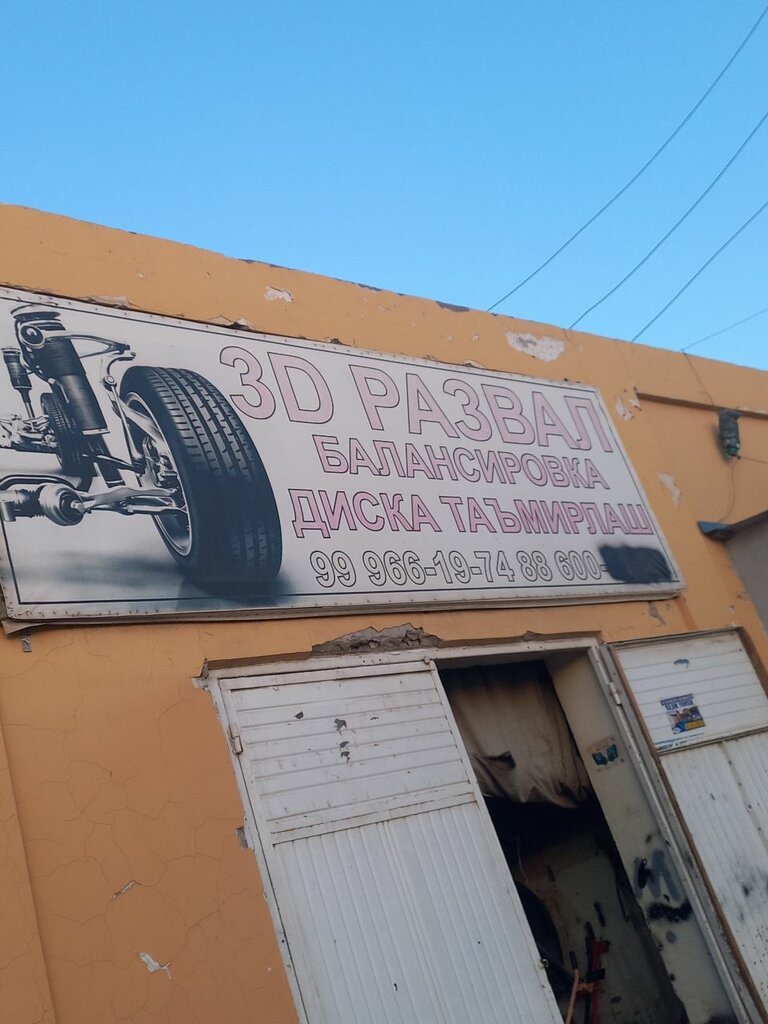 3D РАЗВАЛ
БАЛАНСИРОВКА
ДИСКА ТАЪМИРЛАШ
99 966-19-74 88 600-